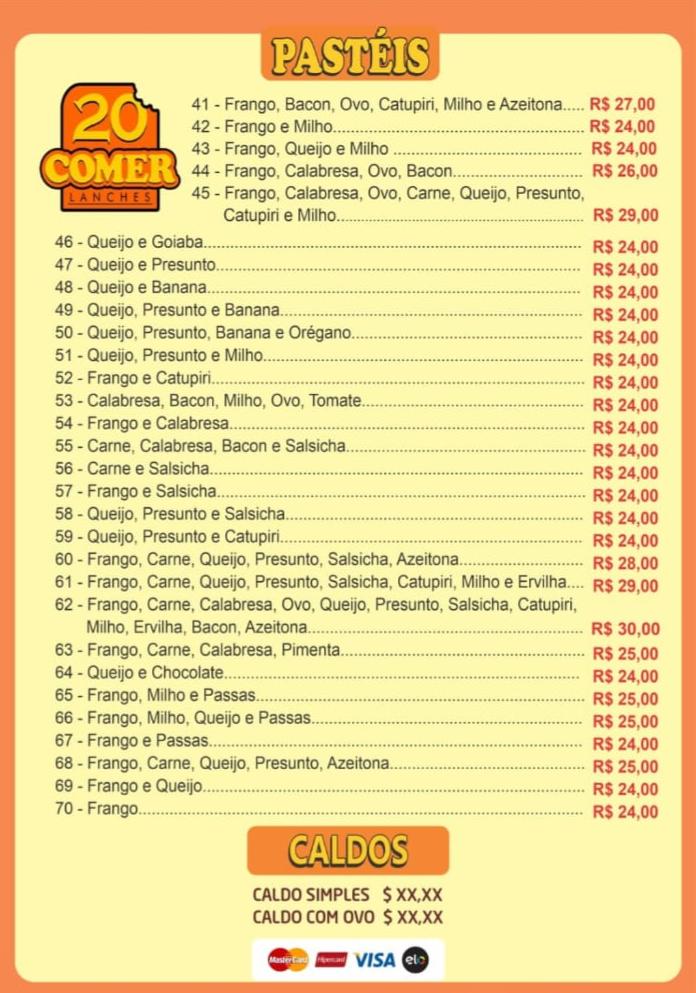 PASTÉIS
20
COMER
LANCHES
41 - Frango, Bacon, Ovo, Catupiri, Milho e Azeitona..... R$ 27,00
42 - Frango e Milho.......... R$ 24,00
43 - Frango, Queijo e Milho .......... R$ 24,00
44 - Frango, Calabresa, Ovo, Bacon.......... R$ 26,00
45 - Frango, Calabresa, Ovo, Carne, Queijo, Presunto,
Catupiri e Milho.......... R$ 29,00
46 - Queijo e Goiaba.......... R$ 24,00
47 - Queijo e Presunto.......... R$ 24,00
48 - Queijo e Banana.......... R$ 24,00
49 - Queijo, Presunto e Banana.......... R$ 24,00
50 - Queijo, Presunto, Banana e Orégano.......... R$ 24,00
51 - Queijo, Presunto e Milho.......... R$ 24,00
52 - Frango e Catupiri.......... R$ 24,00
53 - Calabresa, Bacon, Milho, Ovo, Tomate.......... R$ 24,00
54 - Frango e Calabresa.......... R$ 24,00
55 - Carne, Calabresa, Bacon e Salsicha.......... R$ 24,00
56 - Carne e Salsicha.......... R$ 24,00
57 - Frango e Salsicha.......... R$ 24,00
58 - Queijo, Presunto e Salsicha.......... R$ 24,00
59 - Queijo, Presunto e Catupiri.......... R$ 24,00
60 - Frango, Carne, Queijo, Presunto, Salsicha, Azeitona.......... R$ 28,00
61 - Frango, Carne, Queijo, Presunto, Salsicha, Catupiri, Milho e Ervilha.... R$ 29,00
62 - Frango, Carne, Calabresa, Ovo, Queijo, Presunto, Salsicha, Catupiri,
Milho, Ervilha, Bacon, Azeitona.......... R$ 30,00
63 - Frango, Carne, Calabresa, Pimenta.......... R$ 25,00
64 - Queijo e Chocolate.......... R$ 24,00
65 - Frango, Milho e Passas.......... R$ 25,00
66 - Frango, Milho, Queijo e Passas.......... R$ 25,00
67 - Frango e Passas.......... R$ 24,00
68 - Frango, Carne, Queijo, Presunto, Azeitona.......... R$ 25,00
69 - Frango e Queijo.......... R$ 24,00
70 - Frango.......... R$ 24,00
CALDOS
CALDO SIMPLES $ XX,XX
CALDO COM OVO $ XX,XX
MasterCard Hipercard VISA elo